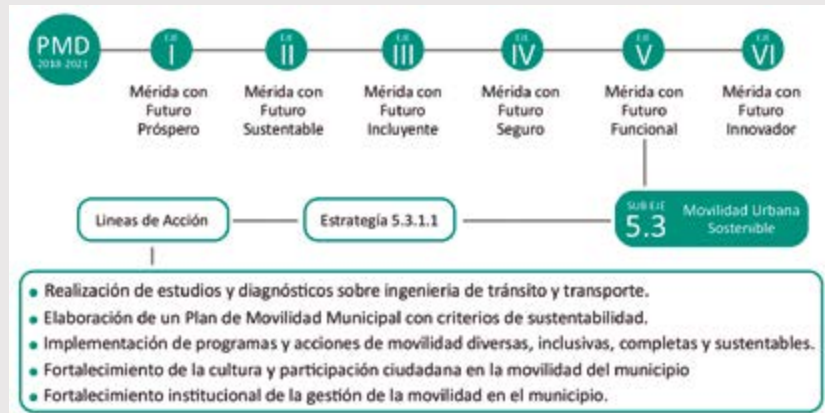 PMD
2018-2021
EJE
I
EJE
II
EJE
III
EJE
IV
EJE
V
EJE
VI
Mérida con
Futuro
Próspero
Mérida con
Futuro
Sustentable
Mérida con
Futuro
Incluyente
Mérida con
Futuro
Seguro
Mérida con
Futuro
Funcional
Mérida con
Futuro
Innovador
Lineas de Acción
Estrategía 5.3.1.1
SUB EJE
5.3
Movilidad Urbana
Sostenible
• Realización de estudios y diagnósticos sobre ingenieria de tránsito y transporte.
• Elaboración de un Plan de Movilidad Municipal con criterios de sustentabilidad.
• Implementación de programas y acciones de movilidad diversas, inclusivas, completas y sustentables.
• Fortalecimiento de la cultura y participación ciudadana en la movilidad del municipio
• Fortalecimiento institucional de la gestión de la movilidad en el municipio.